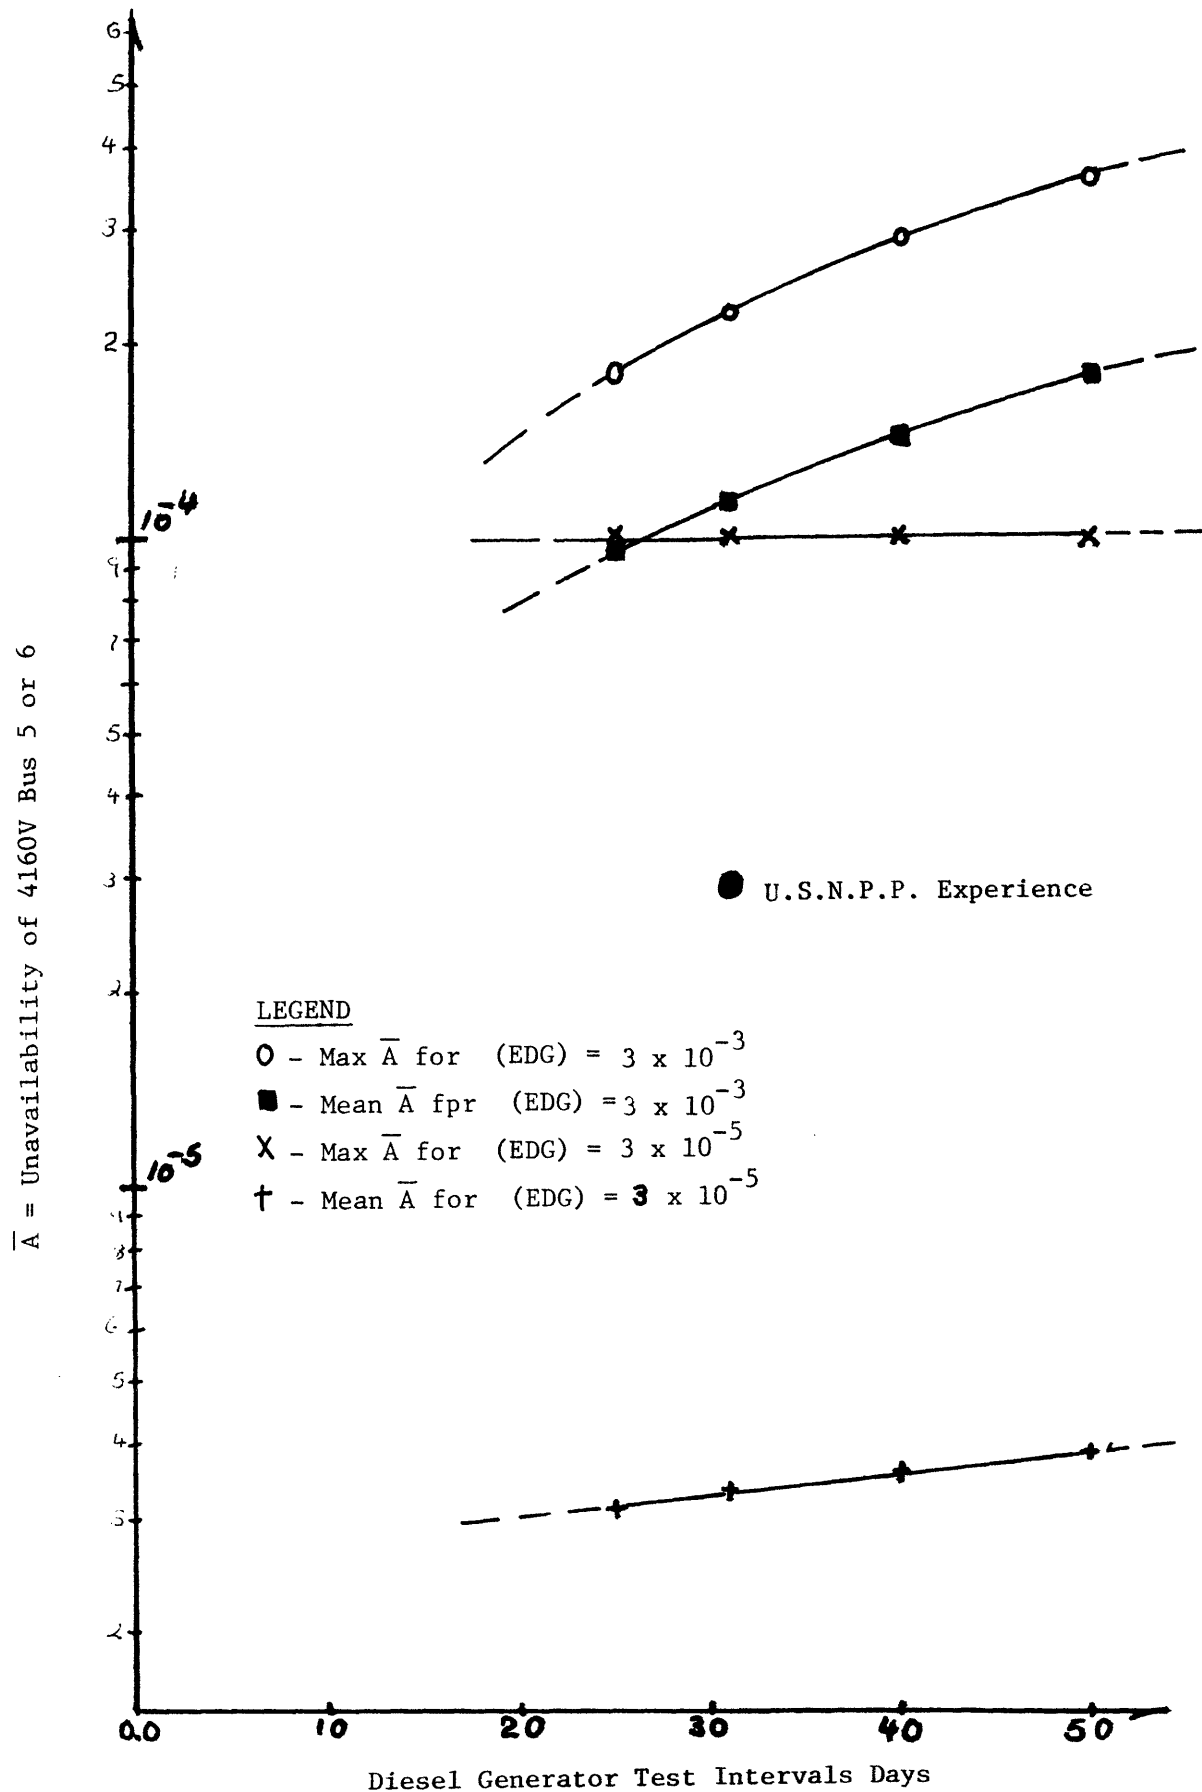 6
5
4
3
2
10⁻⁴
9
7
5
4
3
2
10⁻⁵
9
8
7
6
5
4
3
2
A̅ = Unavailability of 4160V Bus 5 or 6
U.S.N.P.P. Experience
LEGEND
O - Max A̅ for (EDG) = 3 x 10⁻³
■ - Mean A̅ fpr (EDG) = 3 x 10⁻³
X - Max A̅ for (EDG) = 3 x 10⁻⁵
† - Mean A̅ for (EDG) = 3 x 10⁻⁵
0.0 10 20 30 40 50
Diesel Generator Test Intervals Days